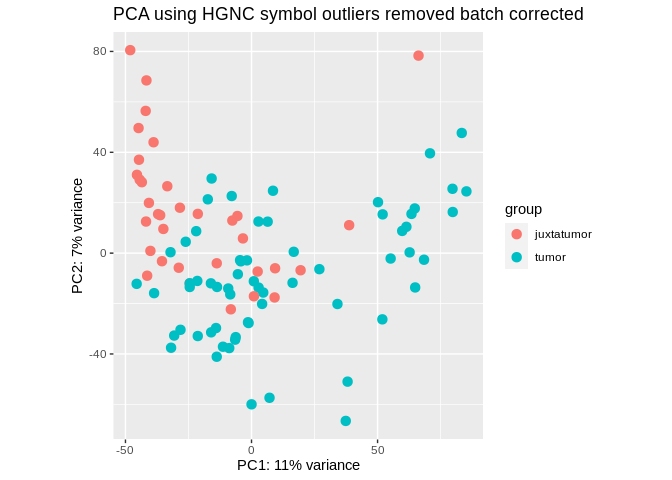 PCA using HGNC symbol outliers removed batch corrected
80
40
0
-40
PC2: 7% variance
-50
0
50
PC1: 11% variance
group
juxtatumor
tumor